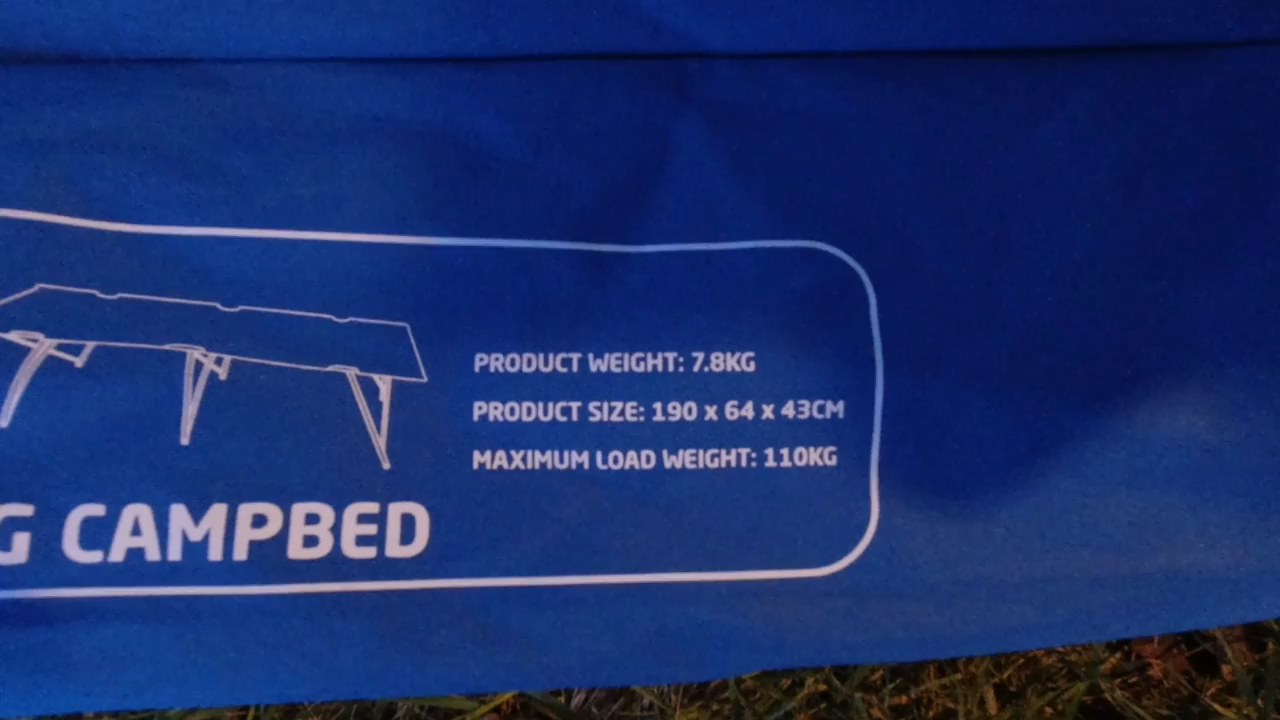 PRODUCT WEIGHT: 7.8KG
PRODUCT SIZE: 190 x 64 x 43CM
MAXIMUM LOAD WEIGHT: 110KG
G CAMPBED